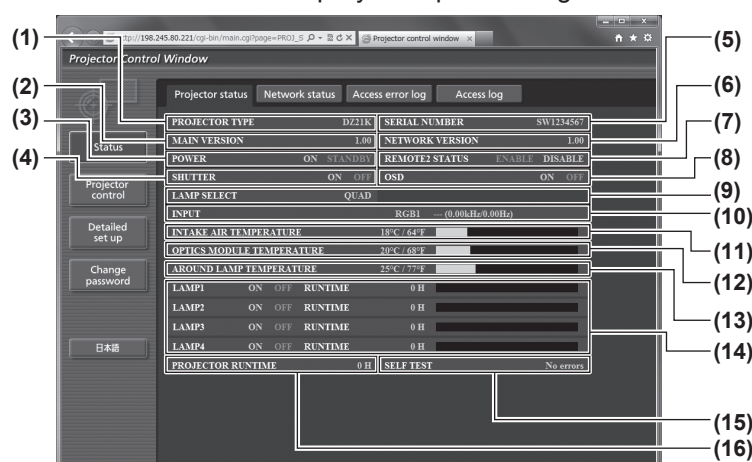 http://198.245.80.221/cgi-bin/main.cgi?page=PROJ_S
Projector control window
Projector Control Window
Projector status Network status Access error log Access log
Status
Projector control
Detailed set up
Change password
日本語
PROJECTOR TYPE DZ21K SERIAL NUMBER SW1234567
MAIN VERSION 1.00 NETWORK VERSION 1.00
POWER ON STANDBY REMOTE2 STATUS ENABLE DISABLE
SHUTTER ON OFF OSD ON OFF
LAMP SELECT QUAD
INPUT RGB1 --- (0.00kHz/0.00Hz)
INTAKE AIR TEMPERATURE 18°C / 64°F
OPTICS MODULE TEMPERATURE 20°C / 68°F
AROUND LAMP TEMPERATURE 25°C / 77°F
LAMP1 ON OFF RUNTIME 0 H
LAMP2 ON OFF RUNTIME 0 H
LAMP3 ON OFF RUNTIME 0 H
LAMP4 ON OFF RUNTIME 0 H
PROJECTOR RUNTIME 0 H SELF TEST No errors
(1)
(2)
(3)
(4)
(5)
(6)
(7)
(8)
(9)
(10)
(11)
(12)
(13)
(14)
(15)
(16)